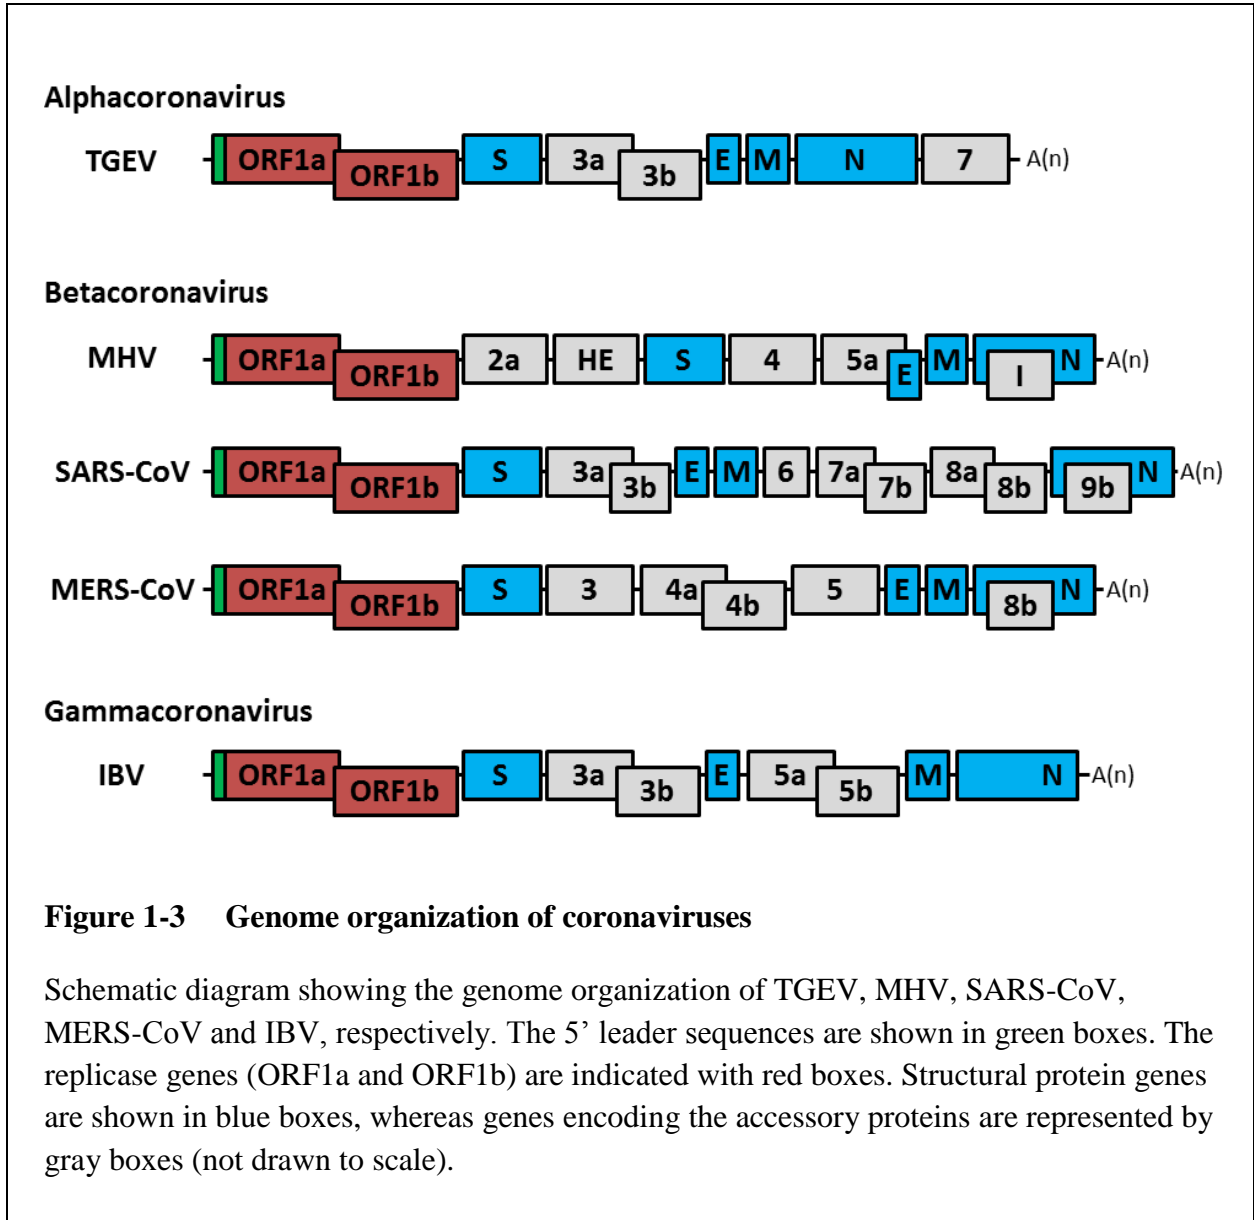 Alphacoronavirus
TGEV ORF1a ORF1b S 3a 3b E M N 7 A(n)
Betacoronavirus
MHV ORF1a ORF1b 2a HE S 4 5a E M I N A(n)
SARS-CoV ORF1a ORF1b S 3a 3b E M 6 7a 7b 8a 8b 9b N A(n)
MERS-CoV ORF1a ORF1b S 3 4a 4b 5 E M 8b N A(n)
Gammacoronavirus
IBV ORF1a ORF1b S 3a 3b E 5a 5b M N A(n)
Figure 1-3 Genome organization of coronaviruses
Schematic diagram showing the genome organization of TGEV, MHV, SARS-CoV,
MERS-CoV and IBV, respectively. The 5’ leader sequences are shown in green boxes. The
replicase genes (ORF1a and ORF1b) are indicated with red boxes. Structural protein genes
are shown in blue boxes, whereas genes encoding the accessory proteins are represented by
gray boxes (not drawn to scale).